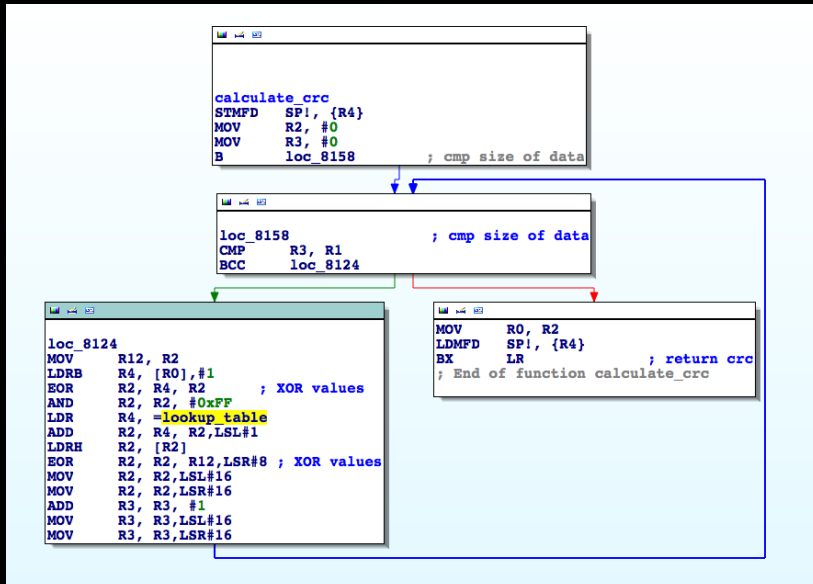 calculate_crc
STMFD SP!, {R4}
MOV R2, #0
MOV R3, #0
B loc_8158 ; cmp size of data
loc_8158 ; cmp size of data
CMP R3, R1
BCC loc_8124
loc_8124
MOV R12, R2
LDRB R4, [R0],#1
EOR R2, R4, R2 ; XOR values
AND R2, R2, #0xFF
LDR R4, =lookup_table
ADD R2, R4, R2,LSL#1
LDRH R2, [R2]
EOR R2, R2, R12,LSR#8 ; XOR values
MOV R2, R2,LSL#16
MOV R2, R2,LSR#16
ADD R3, R3, #1
MOV R3, R3,LSL#16
MOV R3, R3,LSR#16
MOV R0, R2
LDMFD SP!, {R4}
BX LR ; return crc
; End of function calculate_crc